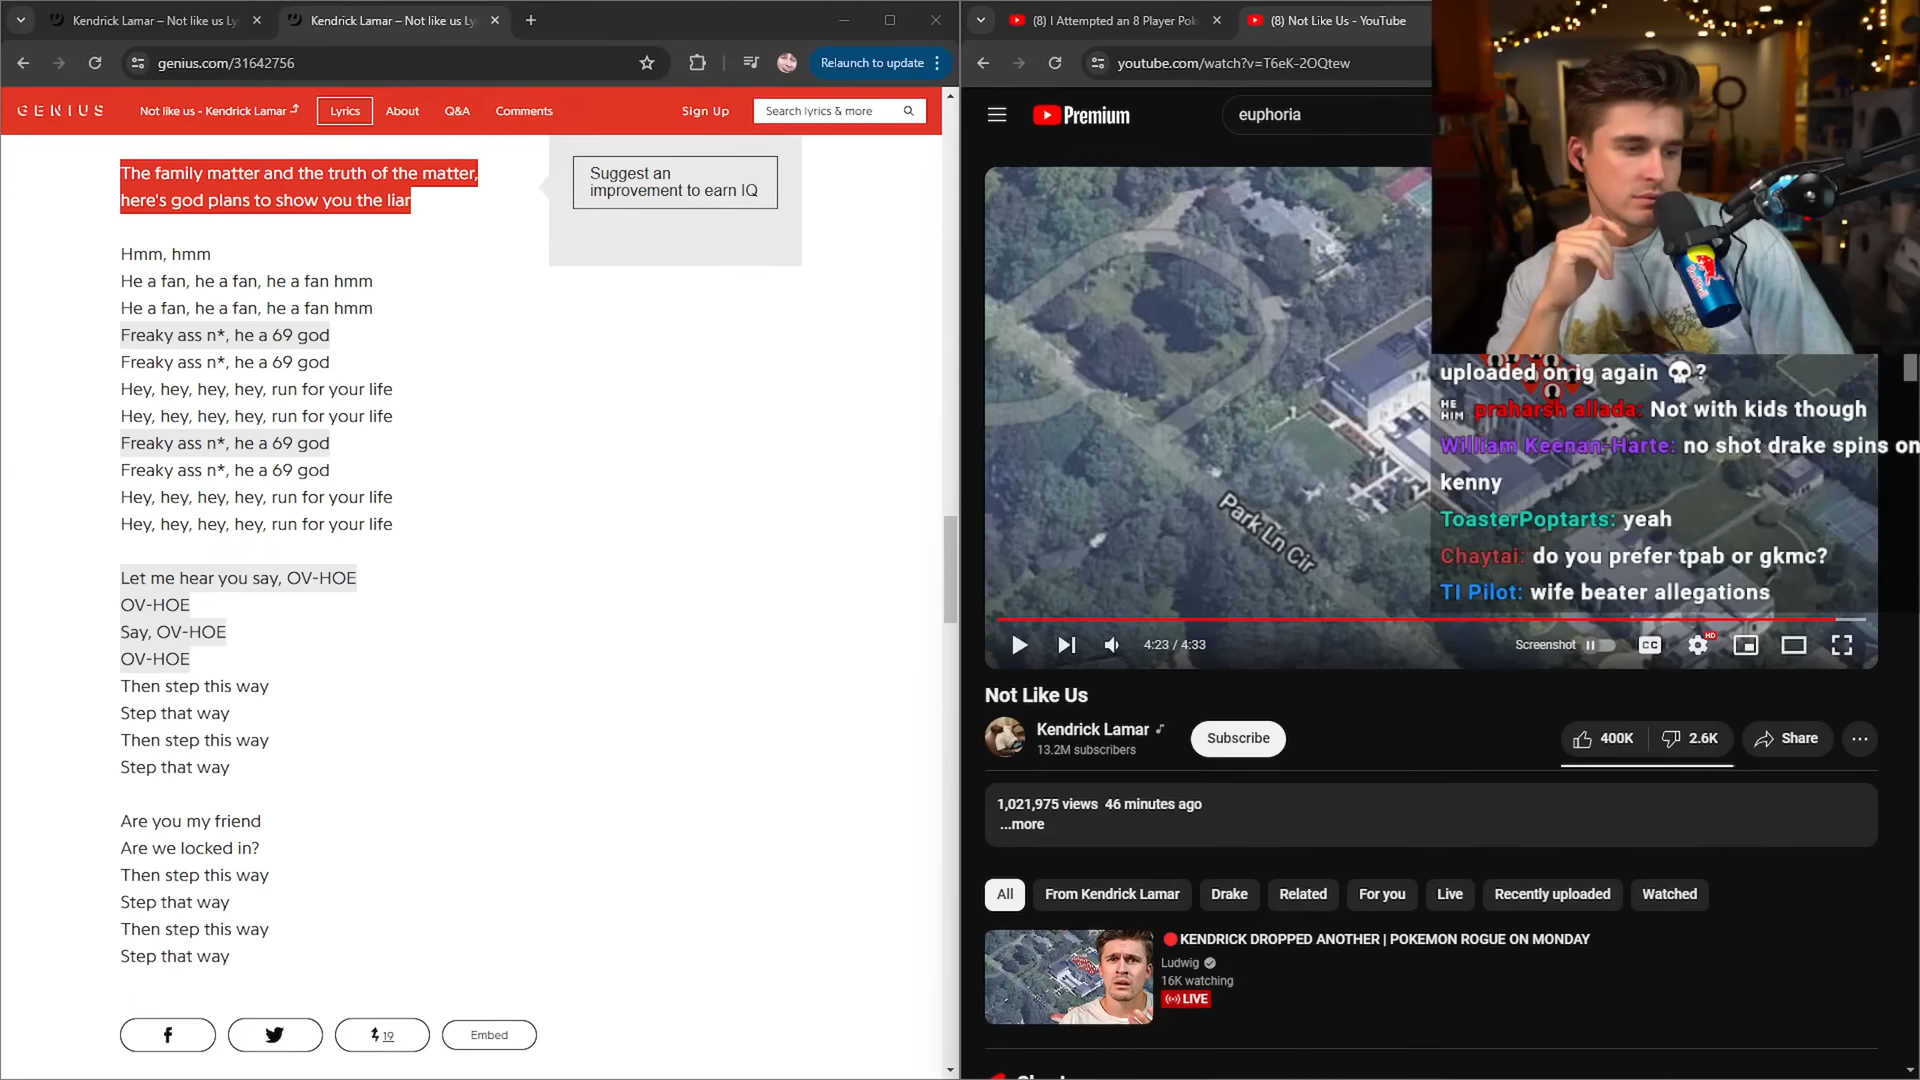 Kendrick Lamar – Not like us Ly
Kendrick Lamar – Not like us Ly
genius.com/31642756
Relaunch to update
GENIUS
Not like us - Kendrick Lamar
Lyrics
About
Q&A
Comments
Sign Up
Search lyrics & more
The family matter and the truth of the matter,
here's god plans to show you the liar
Suggest an
improvement to earn IQ
Hmm, hmm
He a fan, he a fan, he a fan hmm
He a fan, he a fan, he a fan hmm
Freaky ass n*, he a 69 god
Freaky ass n*, he a 69 god
Hey, hey, hey, hey, run for your life
Hey, hey, hey, hey, run for your life
Freaky ass n*, he a 69 god
Freaky ass n*, he a 69 god
Hey, hey, hey, hey, run for your life
Hey, hey, hey, hey, run for your life
Let me hear you say, OV-HOE
OV-HOE
Say, OV-HOE
OV-HOE
Then step this way
Step that way
Then step this way
Step that way
Are you my friend
Are we locked in?
Then step this way
Step that way
Then step this way
Step that way
19
Embed
(8) I Attempted an 8 Player Pok
(8) Not Like Us - YouTube
youtube.com/watch?v=T6eK-2OQtew
Premium
euphoria
Red Bull
Park Ln Cir
uploaded on ig again 💀?
HE HIM praharsh allada: Not with kids though
William Keenan-Harte: no shot drake spins on
kenny
ToasterPoptarts: yeah
Chaytai: do you prefer tpab or gkmc?
TI Pilot: wife beater allegations
4:23 / 4:33
Screenshot
CC
HD
Not Like Us
Kendrick Lamar
13.2M subscribers
Subscribe
400K
2.6K
Share
1,021,975 views 46 minutes ago
...more
All
From Kendrick Lamar
Drake
Related
For you
Live
Recently uploaded
Watched
🔴KENDRICK DROPPED ANOTHER | POKEMON ROGUE ON MONDAY
Ludwig
16K watching
LIVE